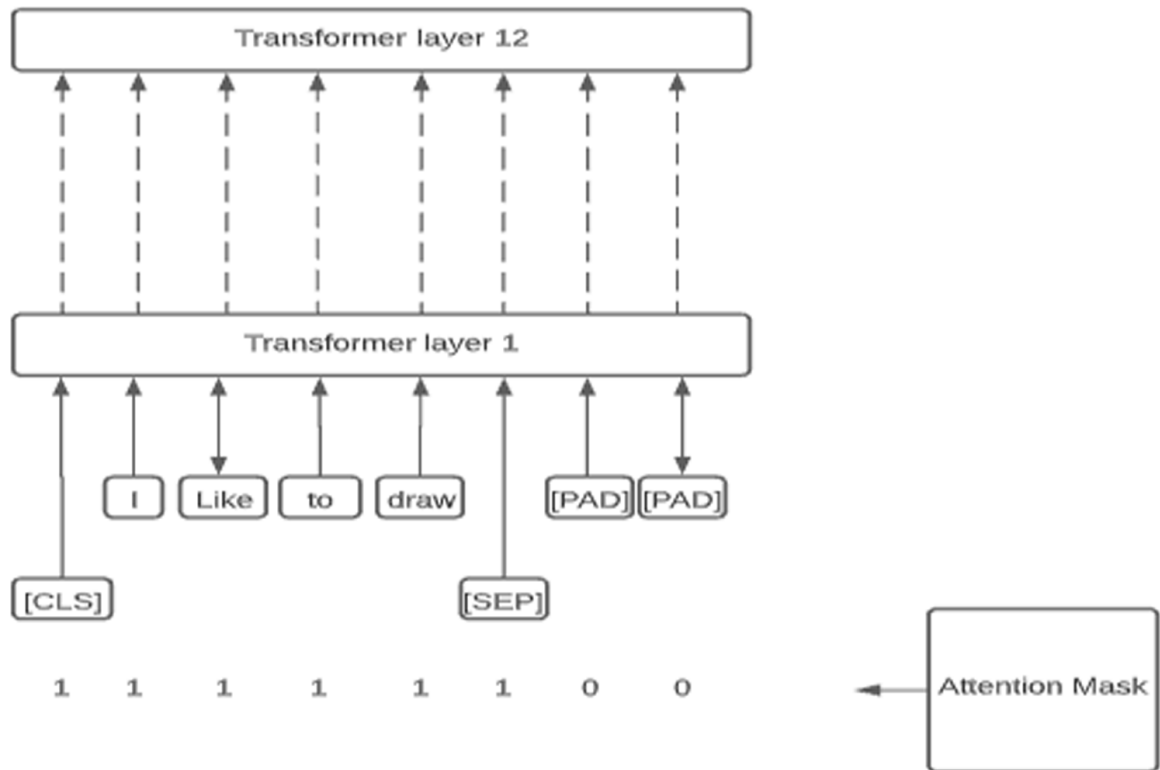 Transformer layer 12
Transformer layer 1
I Like to draw [PAD] [PAD]
[CLS] [SEP]
1 1 1 1 1 1 0 0
Attention Mask